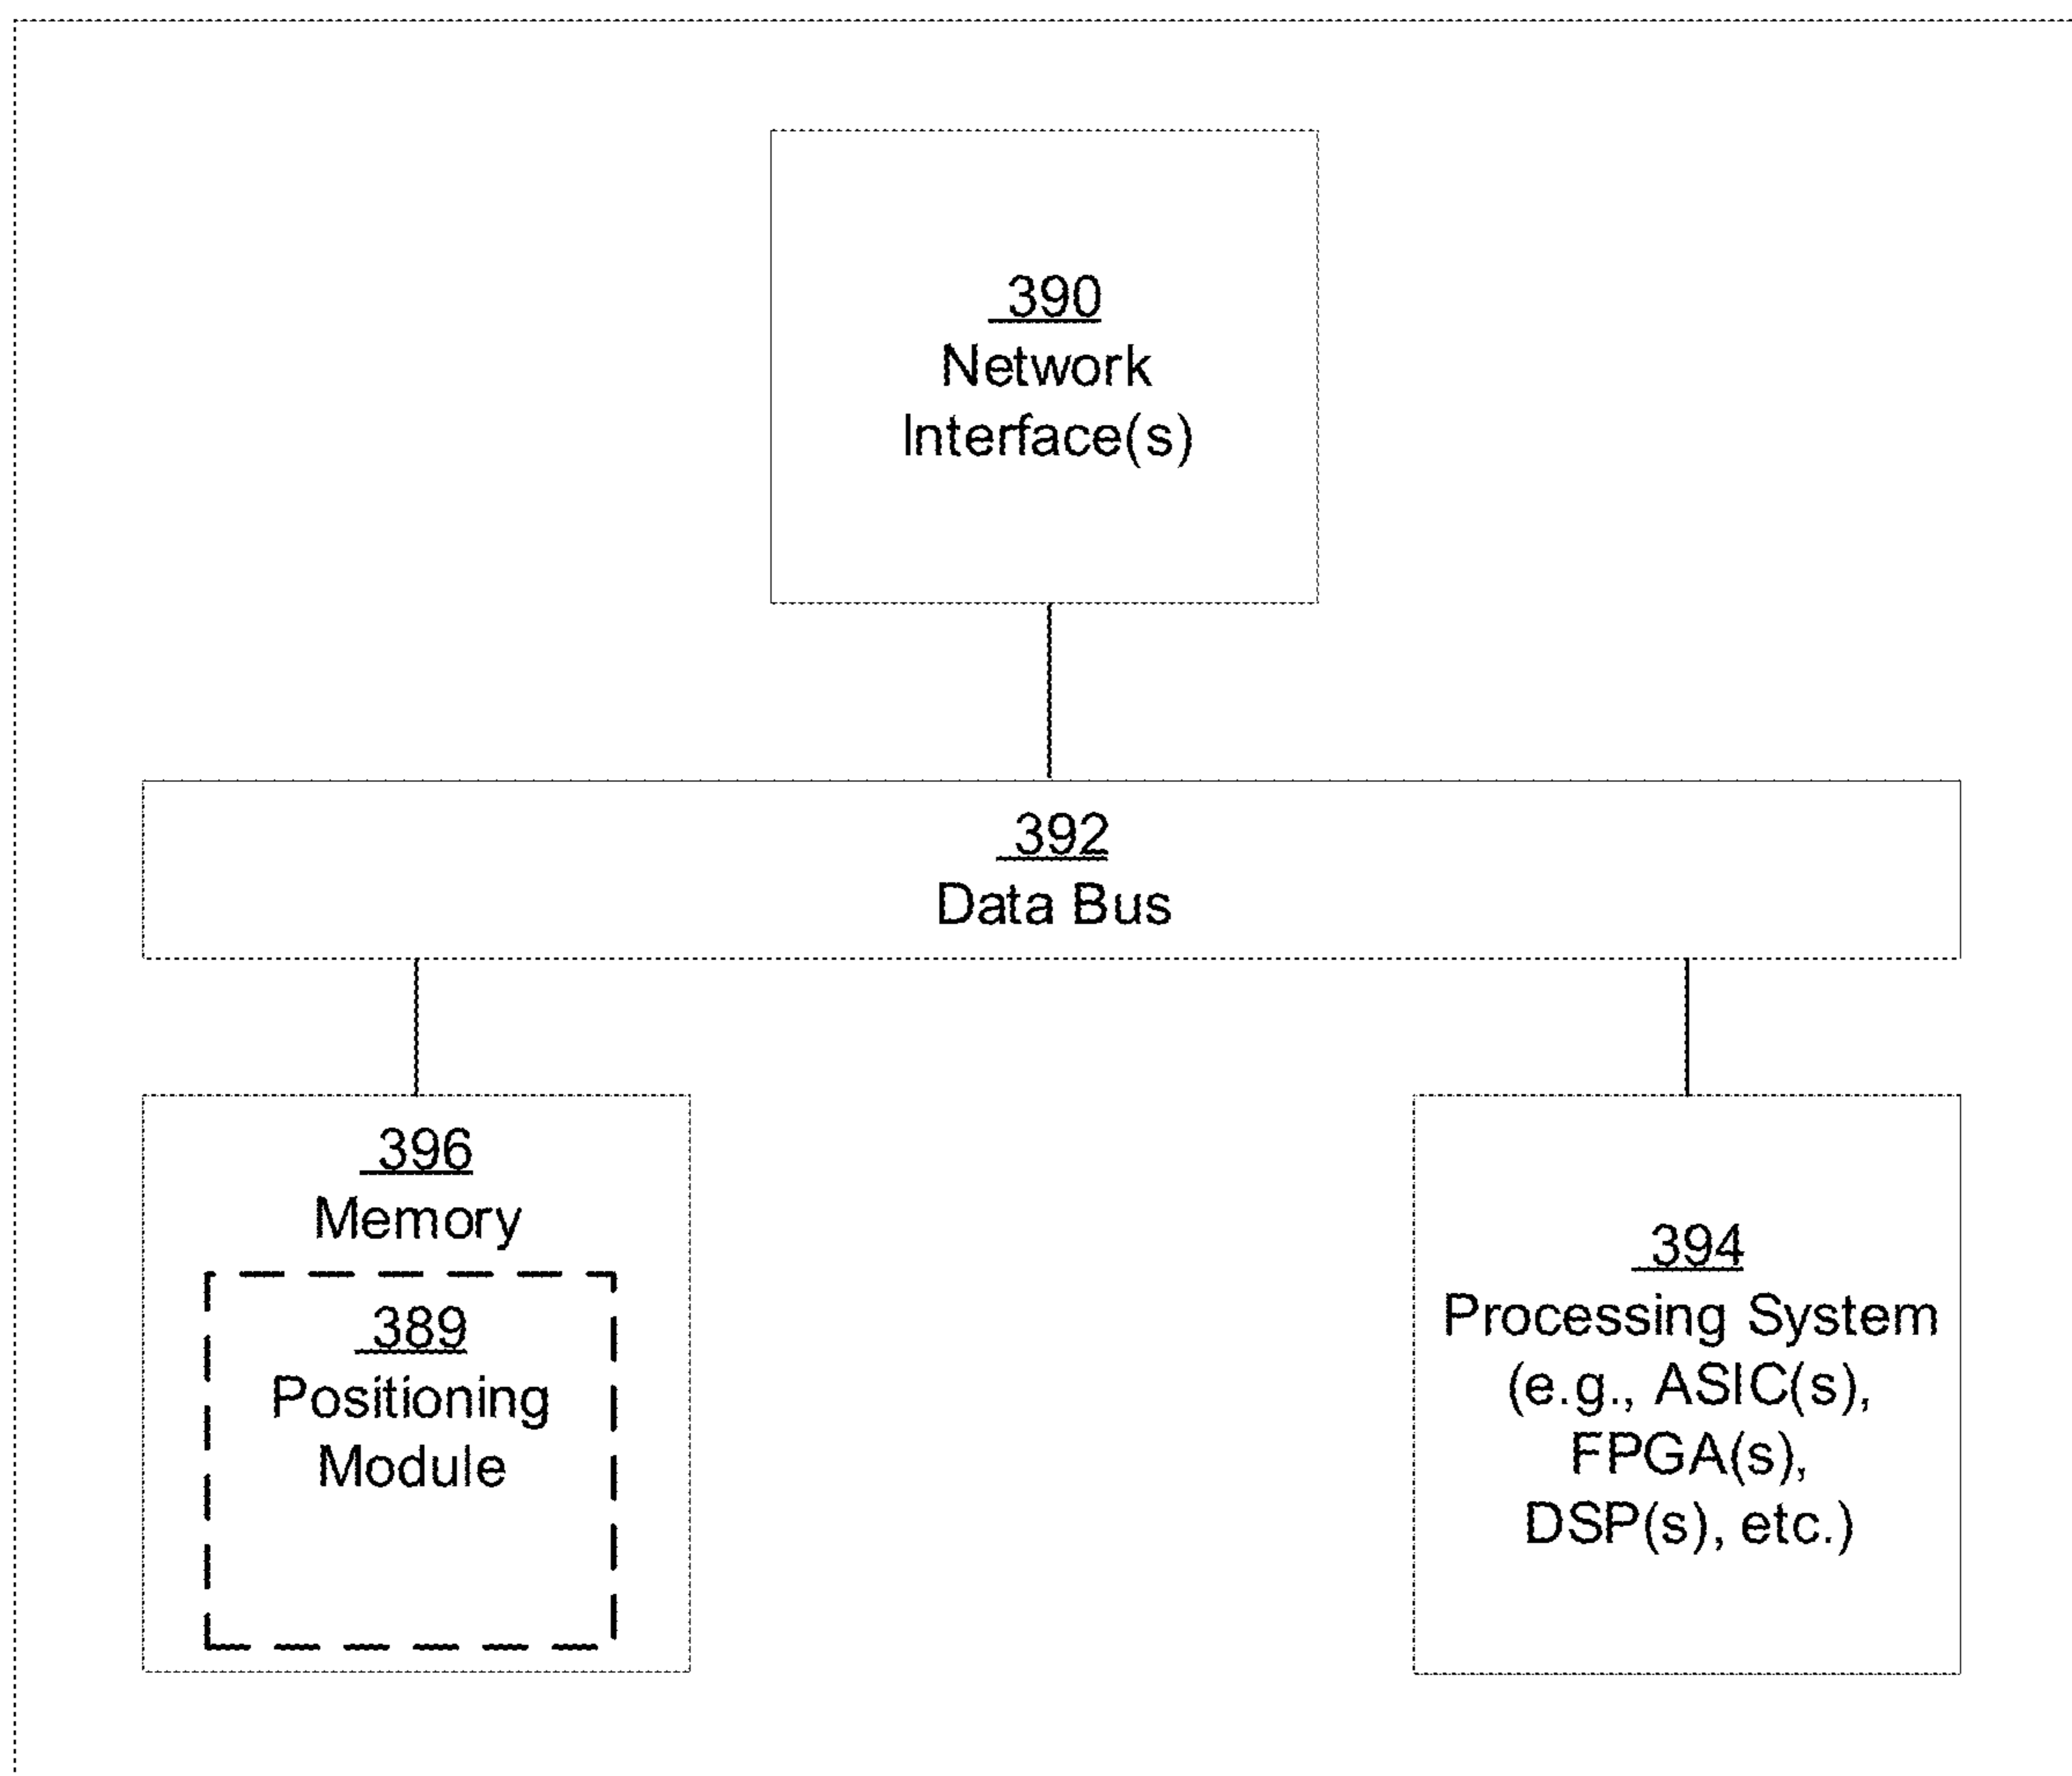 390
Network
Interface(s)
392
Data Bus
396
Memory
389
Positioning
Module
394
Processing System
(e.g., ASIC(s),
FPGA(s),
DSP(s), etc.)